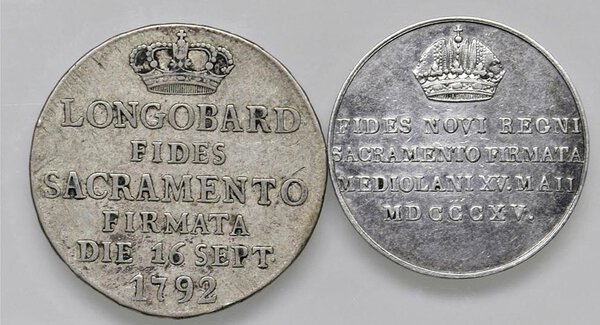 LONGOBARD
FIDES
SACRAMENTO
FIRMATA
DIE 16 SEPT.
1792
FIDES NOVI REGNI
SACRAMENTO FIRMATA
MEDIOLANI XV. MAII
MDCCCXV.